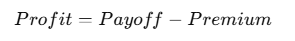 Profit = Payoff − Premium